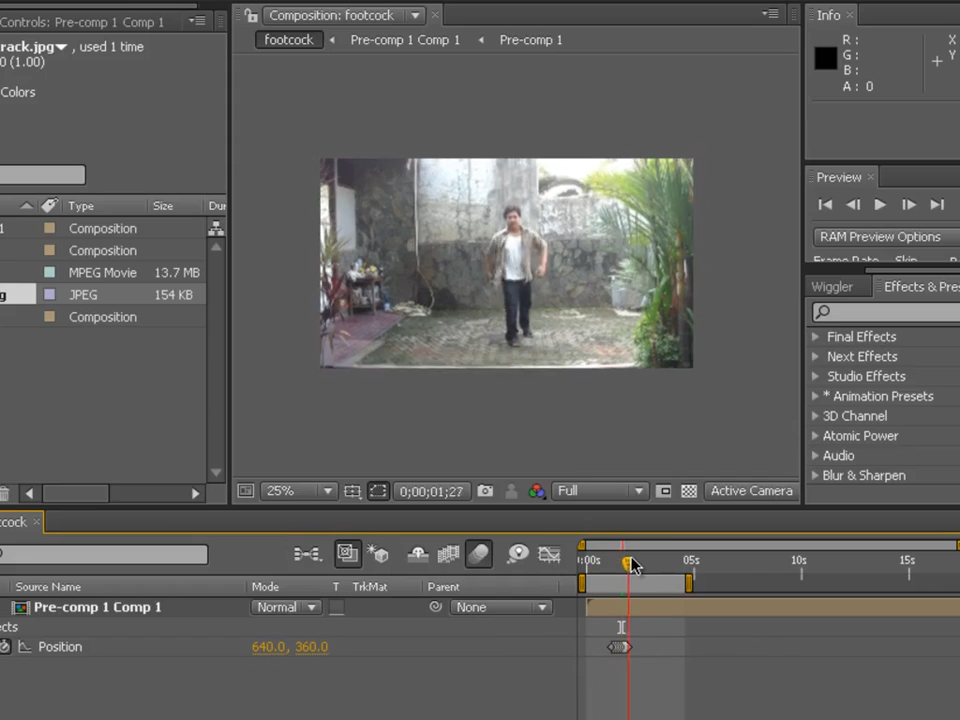 Controls: Pre-comp 1 Comp 1
Composition: footcock
Info
rack.jpg▼, used 1 time
0 (1.00)
Colors
footcock ◄ Pre-comp 1 Comp 1 ◄ Pre-comp 1
R:
G:
B:
A: 0
X
Y
Preview
RAM Preview Options
Type
Size
Dur
1
Composition
Composition
MPEG Movie
13.7 MB
g
JPEG
154 KB
Composition
Wiggler
Effects & Pres
Final Effects
Next Effects
Studio Effects
* Animation Presets
3D Channel
Atomic Power
Audio
Blur & Sharpen
25%
0;00;01;27
Full
Active Camera
tcock
:00s
05s
10s
15s
Source Name
Mode
T
TrkMat
Parent
Pre-comp 1 Comp 1
Normal
None
ects
Position
640.0, 360.0